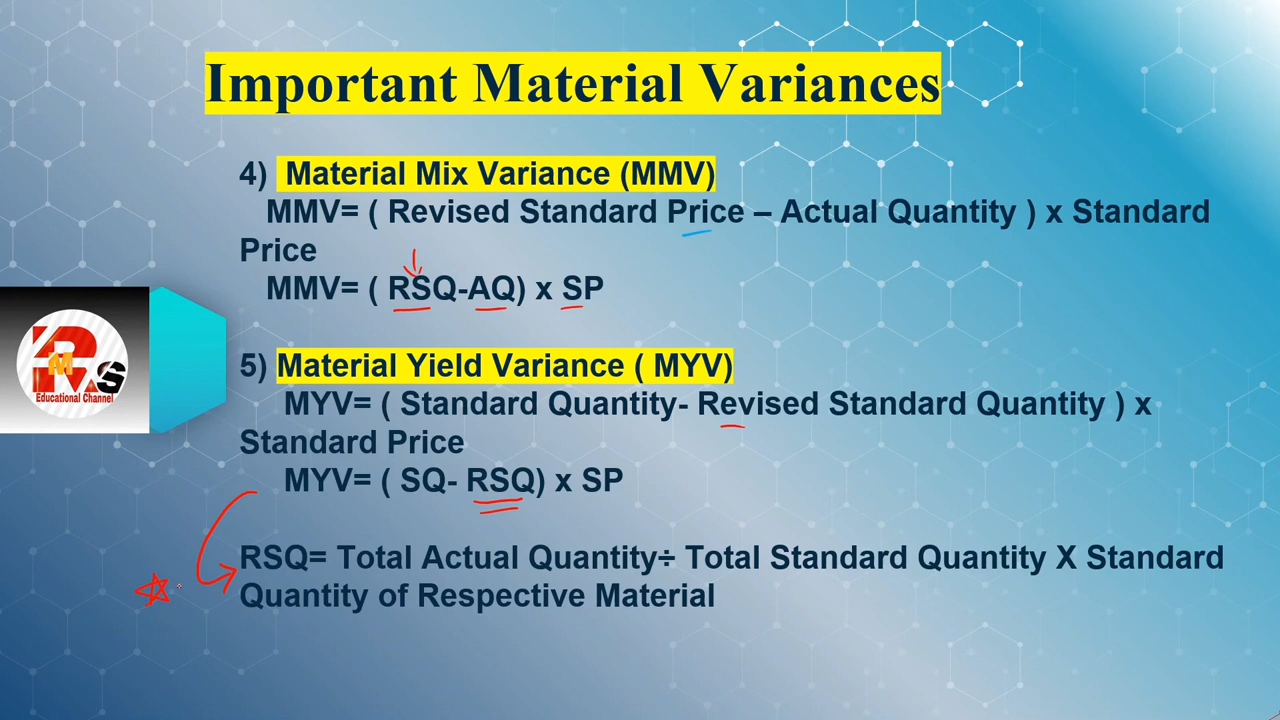 Important Material Variances
4) Material Mix Variance (MMV)
MMV= ( Revised Standard Price – Actual Quantity ) x Standard
Price
MMV= ( RSQ-AQ) x SP
5) Material Yield Variance ( MYV)
MYV= ( Standard Quantity- Revised Standard Quantity ) x
Standard Price
MYV= ( SQ- RSQ) x SP
RSQ= Total Actual Quantity÷ Total Standard Quantity X Standard
Quantity of Respective Material
Educational Channel